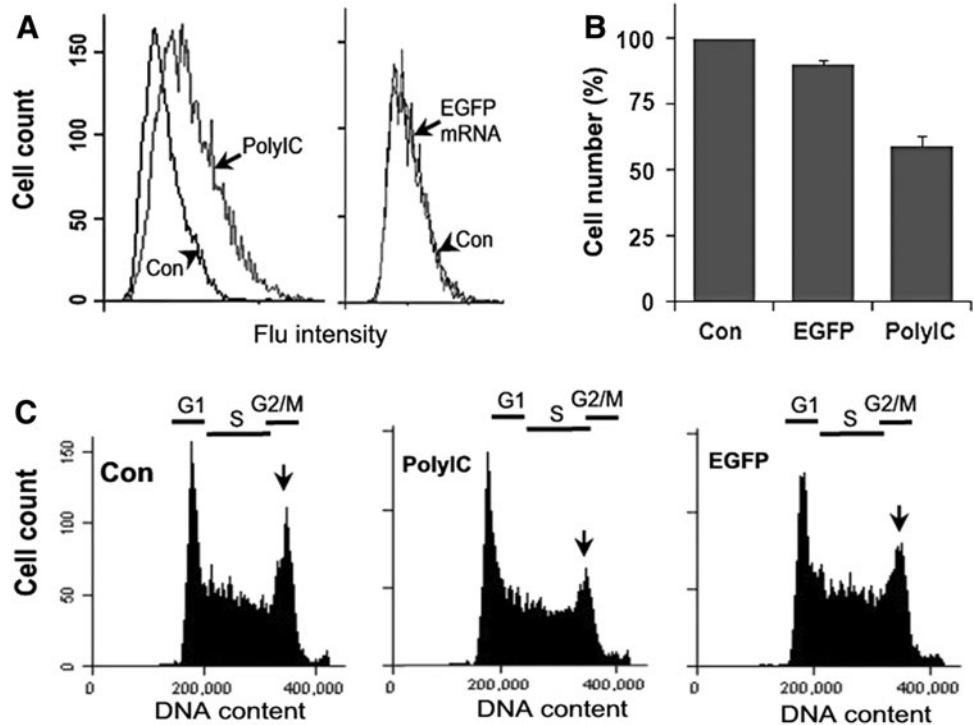 A
Cell count
150
100
50
0
PolyIC
Con
EGFP
mRNA
Con
Flu intensity
B
Cell number (%)
100
75
50
25
0
Con EGFP PolyIC
C
Cell count
150
100
50
0
G1 S G2/M
Con
0 200,000 400,000
DNA content
G1 S G2/M
PolyIC
0 200,000 400,000
DNA content
G1 S G2/M
EGFP
0 200,000 400,000
DNA content